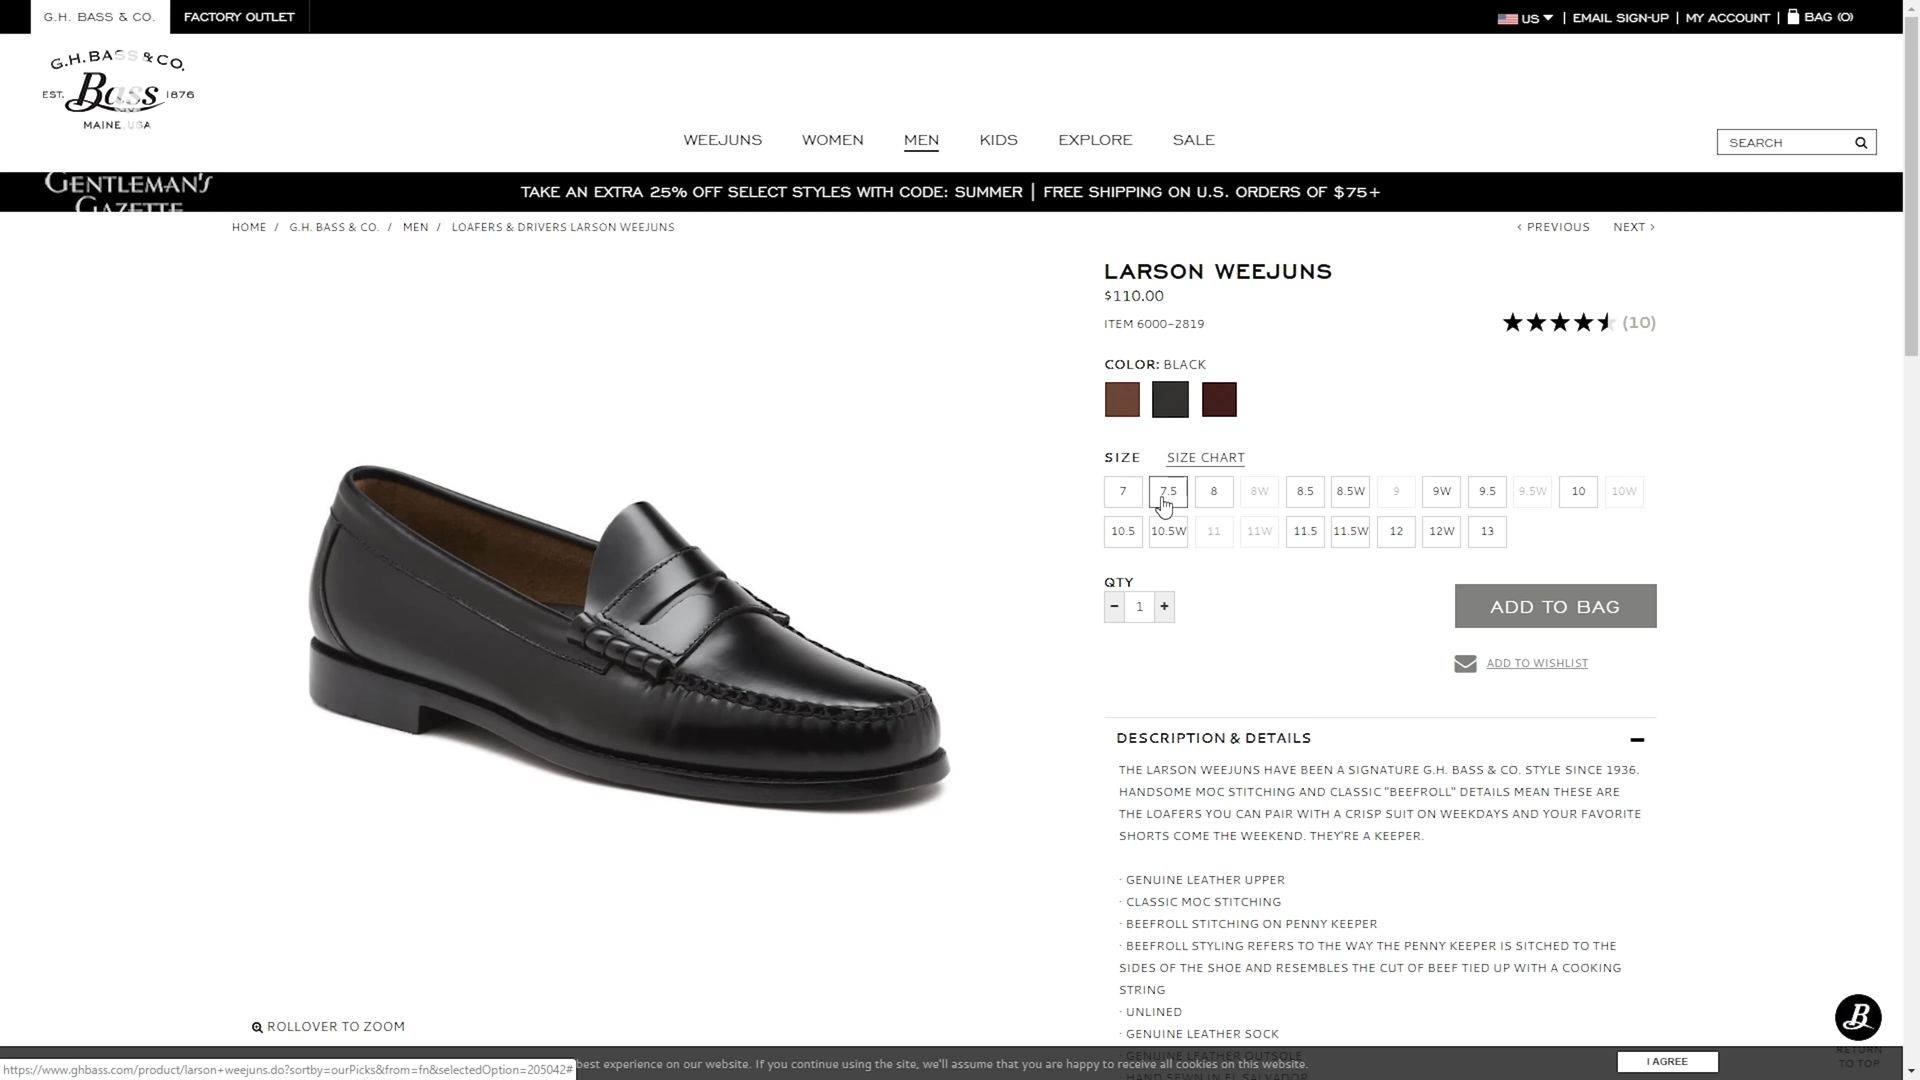 G.H. BASS & CO.
FACTORY OUTLET
US | EMAIL SIGN-UP | MY ACCOUNT | BAG (0)
G.H.BASS & CO.
EST. Bass 1876
MAINE, USA
WEEJUNS WOMEN MEN KIDS EXPLORE SALE
SEARCH
GENTLEMAN'S
GAZETTE
TAKE AN EXTRA 25% OFF SELECT STYLES WITH CODE: SUMMER | FREE SHIPPING ON U.S. ORDERS OF $75+
HOME / G.H. BASS & CO. / MEN / LOAFERS & DRIVERS LARSON WEEJUNS
< PREVIOUS NEXT >
LARSON WEEJUNS
$110.00
ITEM 6000-2819
(10)
COLOR: BLACK
SIZE SIZE CHART
7 7.5 8 8W 8.5 8.5W 9 9W 9.5 9.5W 10 10W
10.5 10.5W 11 11W 11.5 11.5W 12 12W 13
QTY
- 1 +
ADD TO BAG
ADD TO WISHLIST
DESCRIPTION & DETAILS
THE LARSON WEEJUNS HAVE BEEN A SIGNATURE G.H. BASS & CO. STYLE SINCE 1936.
HANDSOME MOC STITCHING AND CLASSIC "BEEFROLL" DETAILS MEAN THESE ARE
THE LOAFERS YOU CAN PAIR WITH A CRISP SUIT ON WEEKDAYS AND YOUR FAVORITE
SHORTS COME THE WEEKEND. THEY'RE A KEEPER.
· GENUINE LEATHER UPPER
· CLASSIC MOC STITCHING
· BEEFROLL STITCHING ON PENNY KEEPER
· BEEFROLL STYLING REFERS TO THE WAY THE PENNY KEEPER IS SITCHED TO THE
SIDES OF THE SHOE AND RESEMBLES THE CUT OF BEEF TIED UP WITH A COOKING
STRING
· UNLINED
· GENUINE LEATHER SOCK
· GENUINE LEATHER OUTSOLE
· HAND SEWN IN EL SALVADOR
ROLLOVER TO ZOOM
B
RETURN
TO TOP
best experience on our website. If you continue using the site, we'll assume that you are happy to receive all cookies on this website.
I AGREE
https://www.ghbass.com/product/larson+weejuns.do?sortby=ourPicks&from=fn&selectedOption=205042#